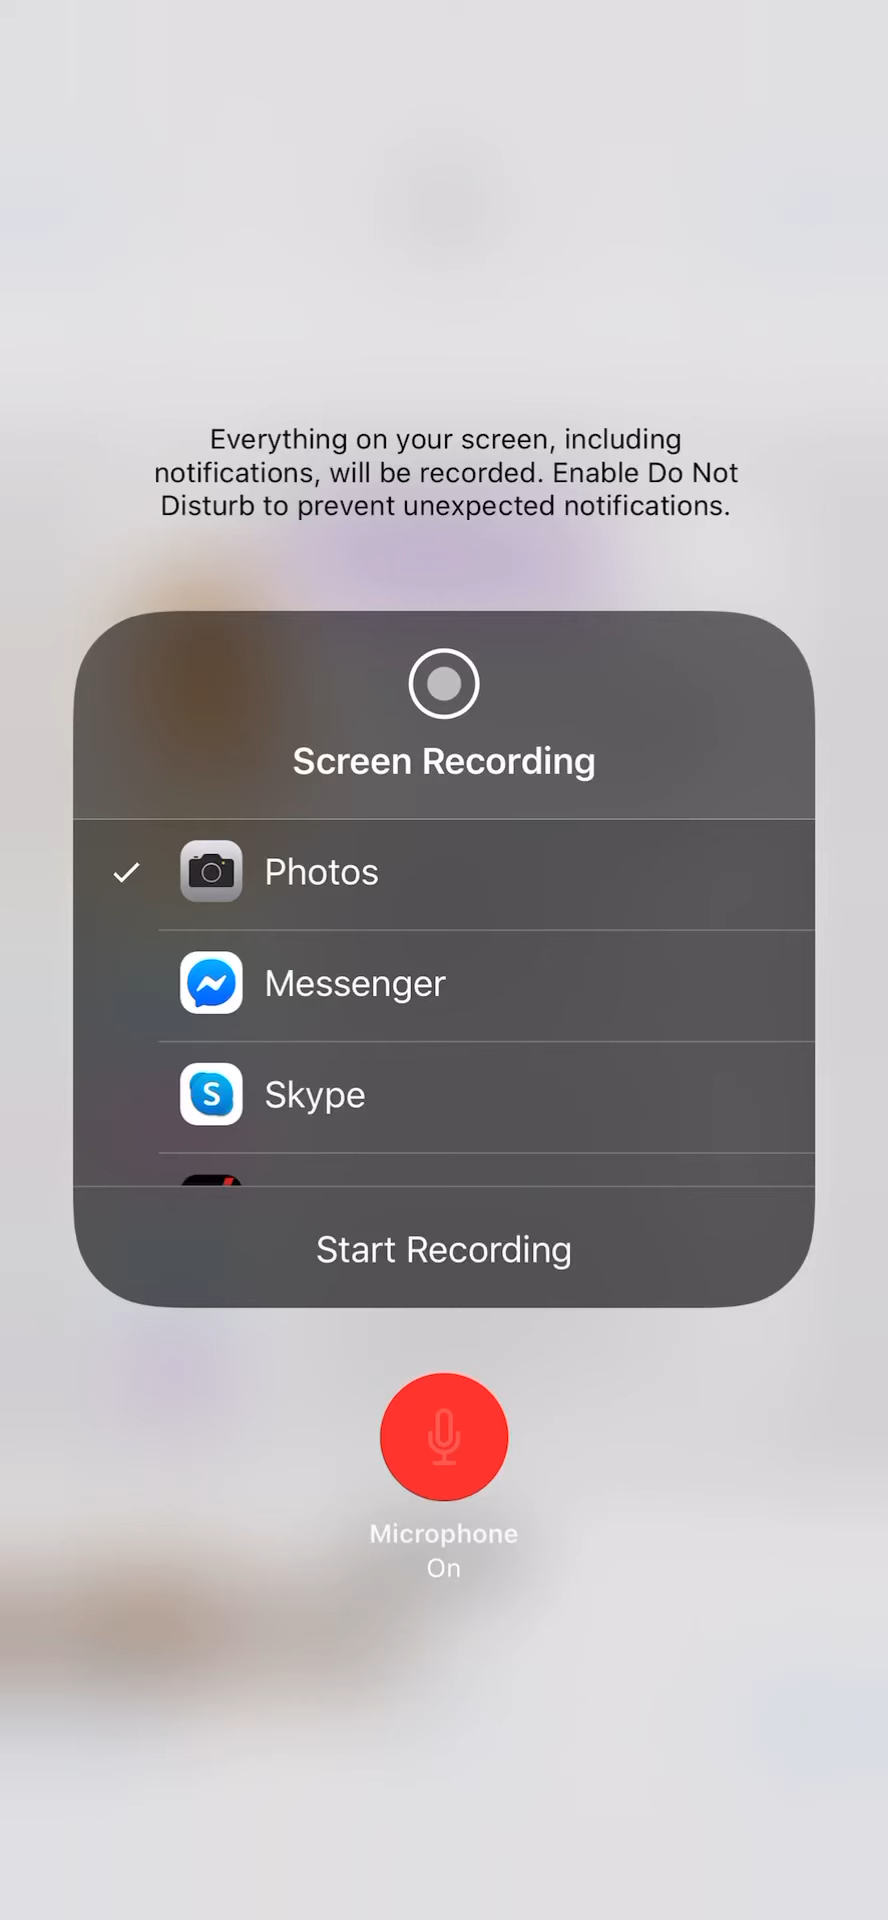 Everything on your screen, including
notifications, will be recorded. Enable Do Not
Disturb to prevent unexpected notifications.
Screen Recording
Photos
Messenger
S
Skype
Start Recording
Microphone
On